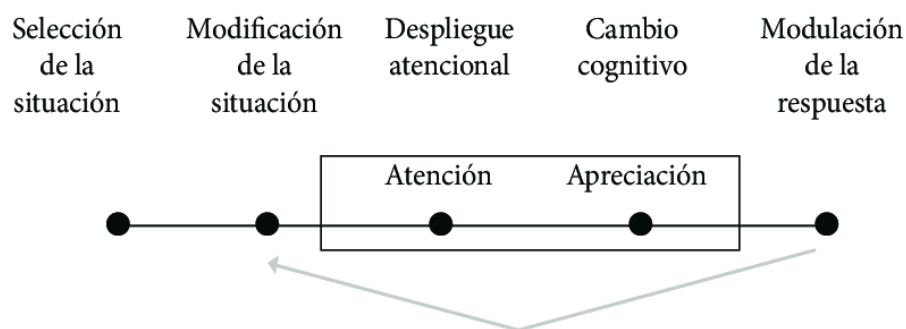 Selección
de la
situación
Modificación
de la
situación
Despliegue
atencional
Cambio
cognitivo
Modulación
de la
respuesta
Atención
Apreciación